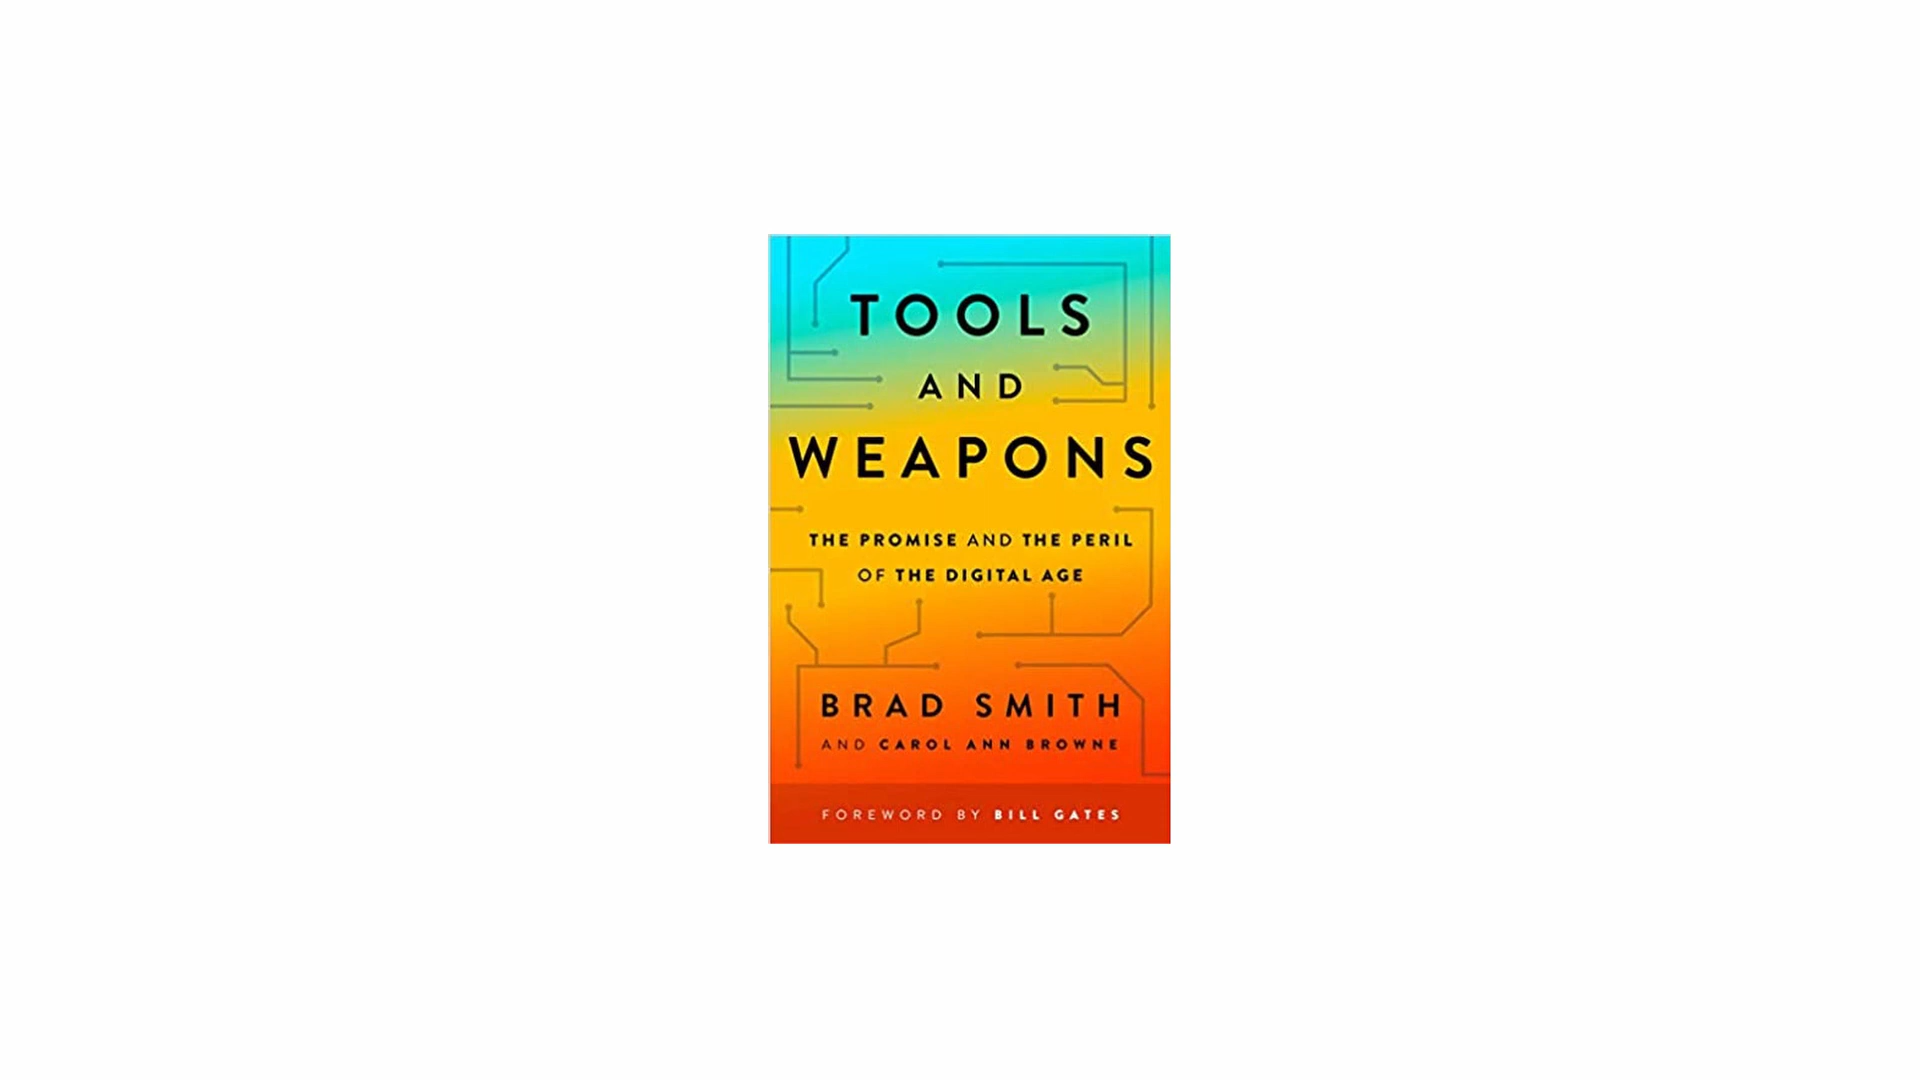 TOOLS
AND
WEAPONS
THE PROMISE AND THE PERIL
OF THE DIGITAL AGE
BRAD SMITH
AND CAROL ANN BROWNE
FOREWORD BY BILL GATES